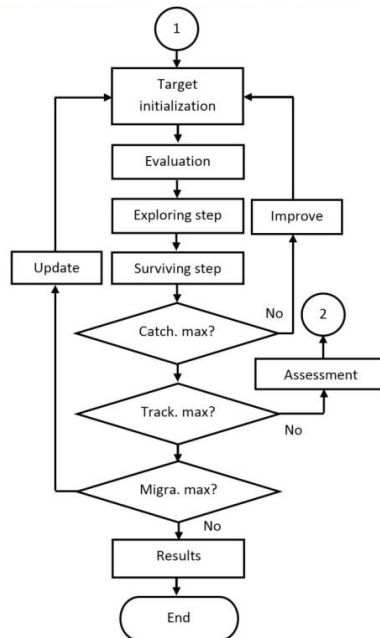 1
Target
initialization
Evaluation
Exploring step
Improve
Update
Surviving step
No
2
Catch. max?
Assessment
Track. max?
No
Migra. max?
No
Results
End